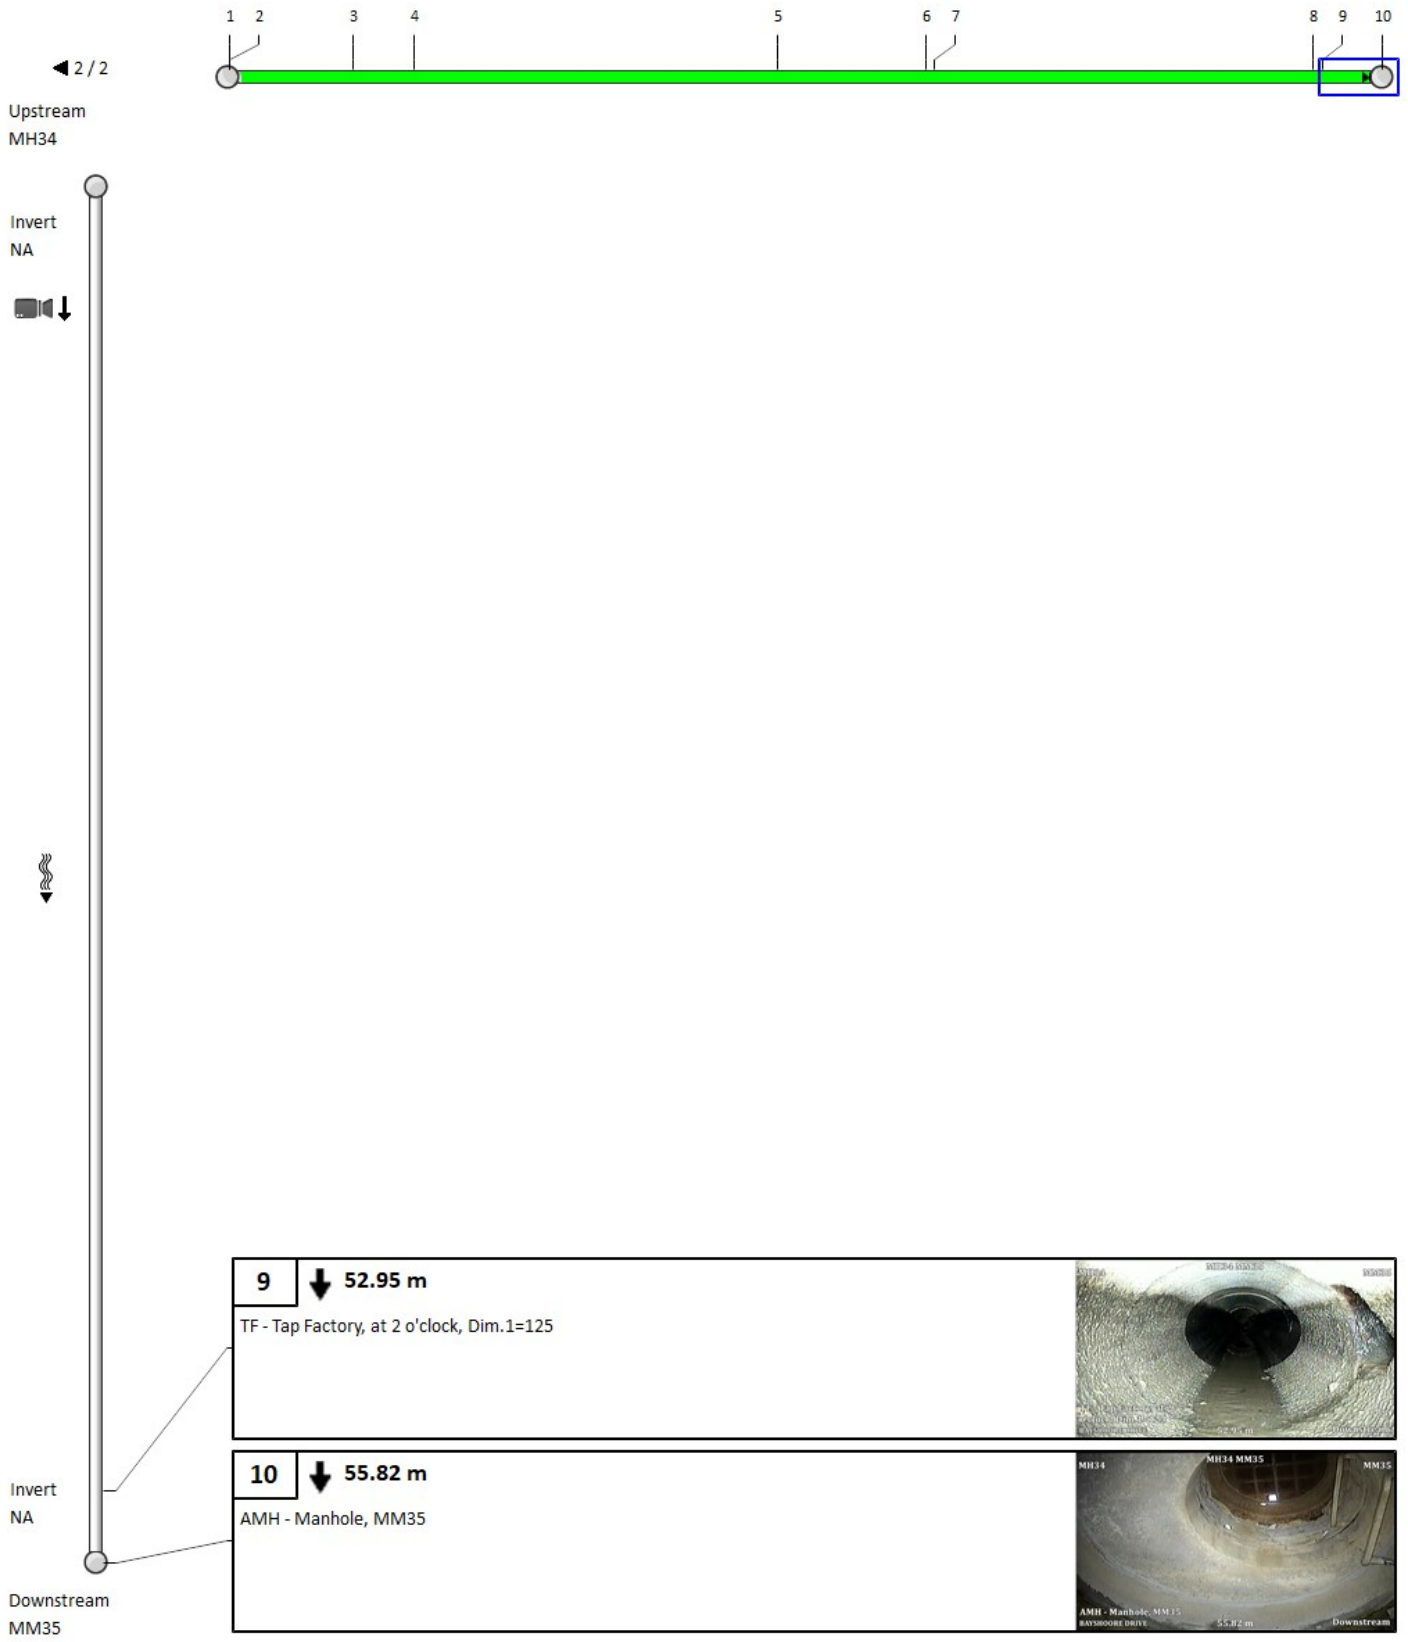 1 2 3 4 5 6 7 8 9 10
2 / 2
Upstream
MH34
Invert
NA
9
52.95 m
TF - Tap Factory, at 2 o'clock, Dim.1=125
MH34 MM35
MM35
10
55.82 m
AMH - Manhole, MM35
MH34
MH34 MM35
MM35
AMH - Manhole, MM35
BAYSHOORE DRIVE
55.82 m
Downstream
Invert
NA
Downstream
MM35